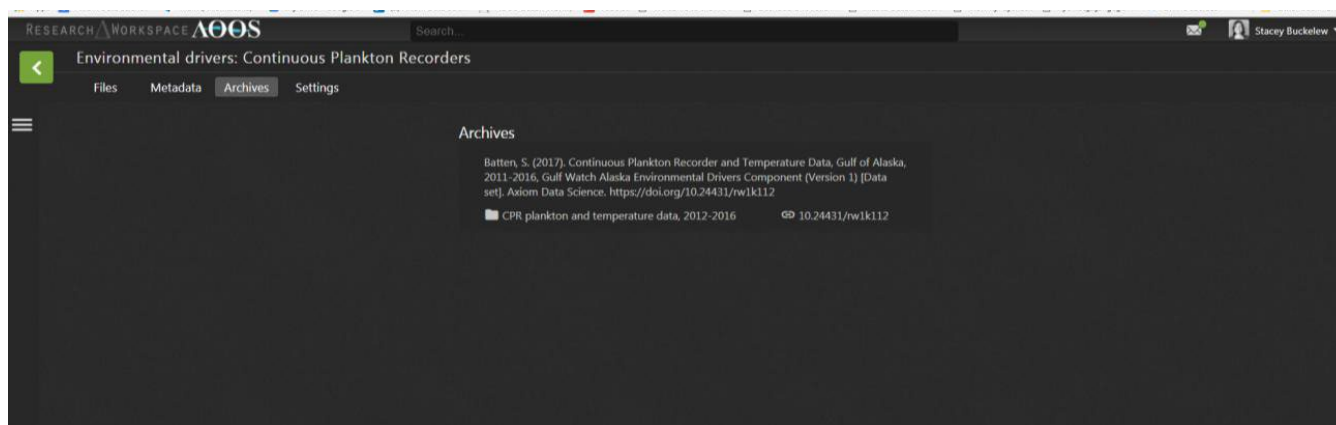 RESEARCH WORKSPACE AOOS
Search...
Stacey Buckelew
Environmental drivers: Continuous Plankton Recorders
Files Metadata Archives Settings
Archives
Batten, S. (2017). Continuous Plankton Recorder and Temperature Data, Gulf of Alaska,
2011-2016, Gulf Watch Alaska Environmental Drivers Component (Version 1) [Data
set]. Axiom Data Science. https://doi.org/10.24431/rw1k112
CPR plankton and temperature data, 2012-2016 10.24431/rw1k112